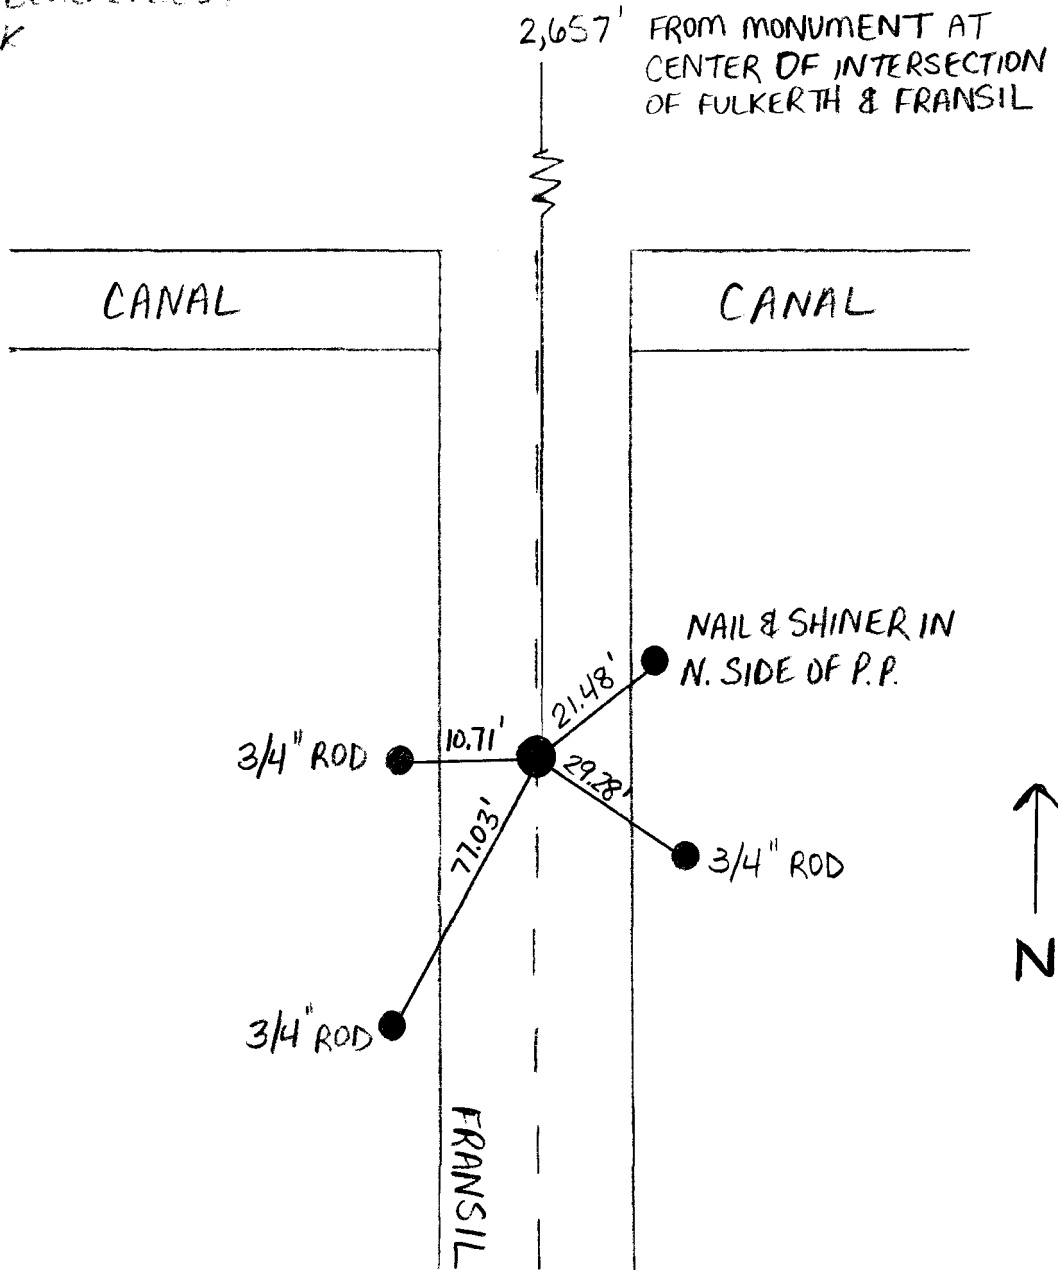 K
2,657' FROM MONUMENT AT
CENTER OF INTERSECTION
OF FULKERTH & FRANSIL
CANAL
CANAL
NAIL & SHINER IN
N. SIDE OF P.P.
21.48'
10.71'
3/4" ROD
29.28'
3/4" ROD
77.03'
3/4" ROD
N
FRANSIL